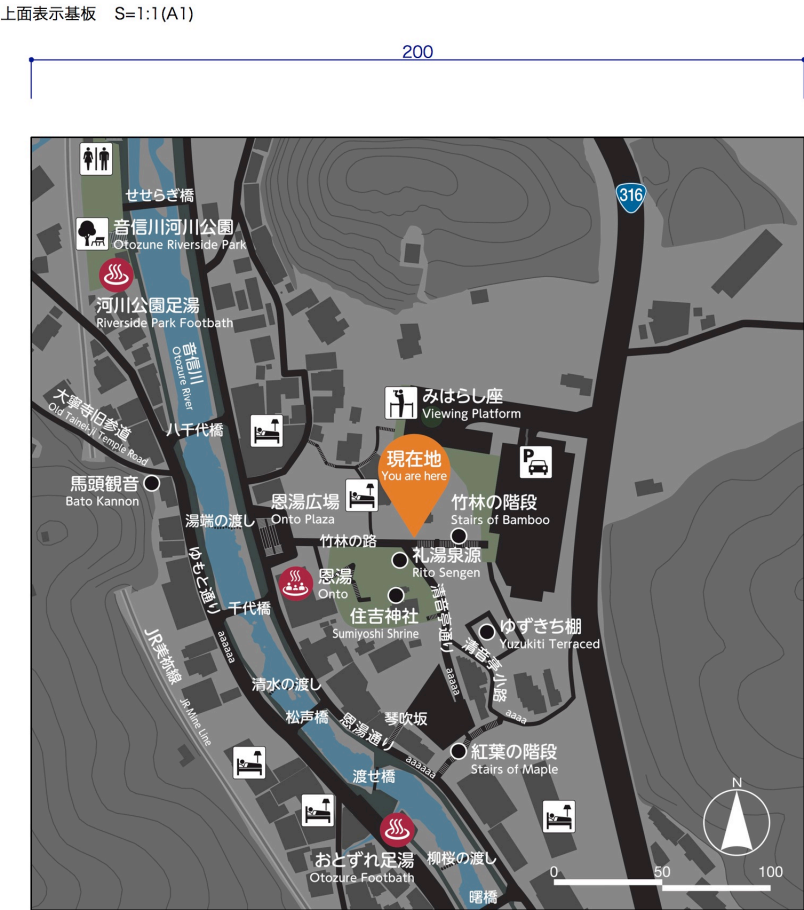 上面表示基板　S=1:1(A1)
200
316
せせらぎ橋
音信川河川公園
Otozune Riverside Park
河川公園足湯
Riverside Park Footbath
音信川
Otozure River
みはらし座
Viewing Platform
大寧寺旧参道
Old Tainei-ji Temple Road
八千代橋
現在地
You are here
P
馬頭観音
Bato Kannon
恩湯広場
Onto Plaza
竹林の階段
Stairs of Bamboo
湯端の渡し
竹林の路
礼湯泉源
Rito Sengen
ゆもと通り
恩湯
Onto
千代橋
住吉神社
Sumiyoshi Shrine
清音亭通り
aaaaa
ゆずきち棚
Yuzukiti Terraced
清音亭小路
aaaa
JR美祢線
JR Mine Line
aaaaaa
清水の渡し
松声橋
恩湯通り
aaaaaa
琴吹坂
紅葉の階段
Stairs of Maple
渡せ橋
おとずれ足湯
Otozure Footbath
柳桜の渡し
曙橋
N
0 50 100